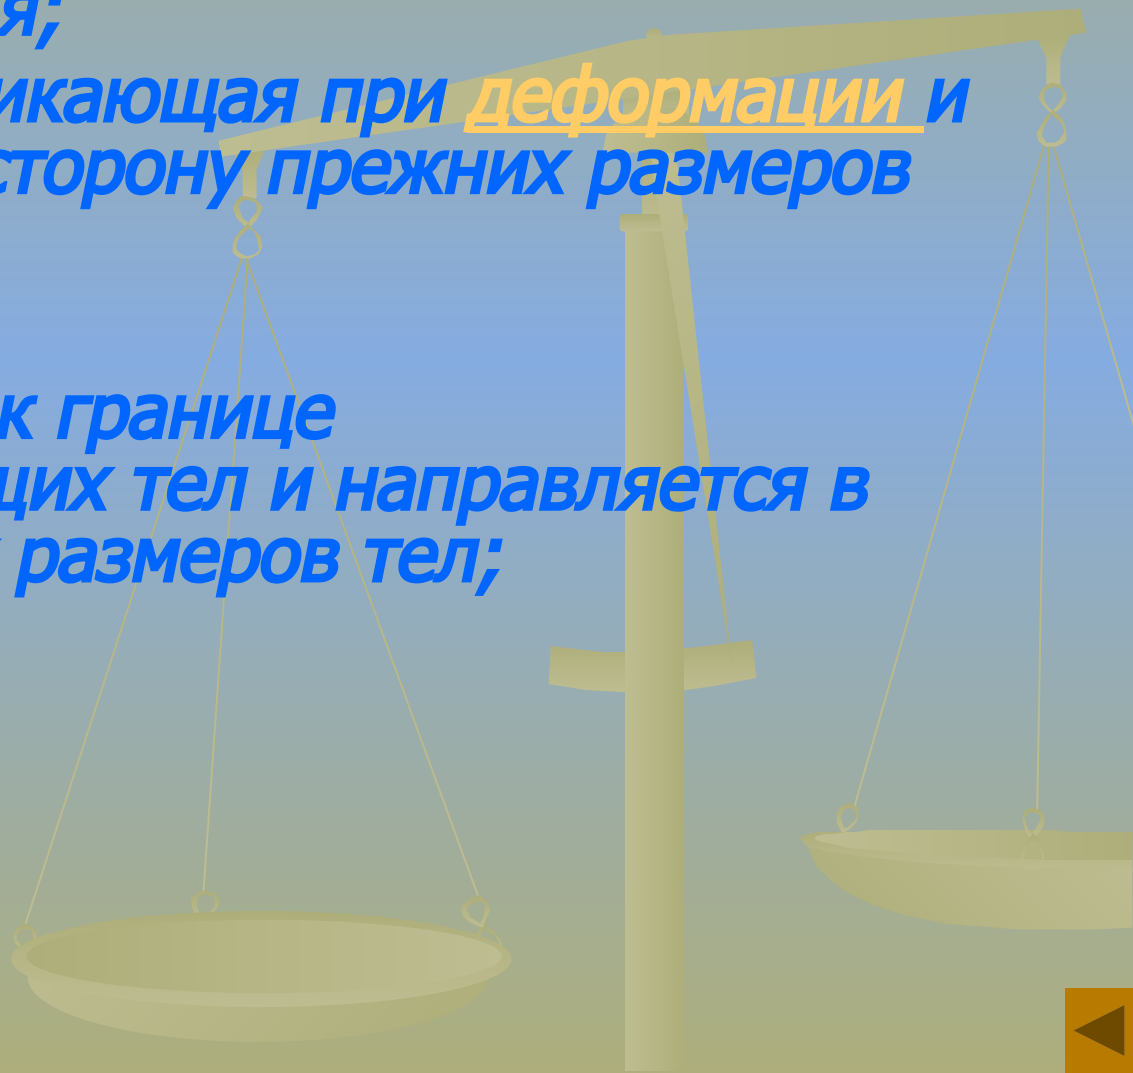 я;
икающая при деформации и
сторону прежних размеров
к границе
щих тел и направляется в
размеров тел;